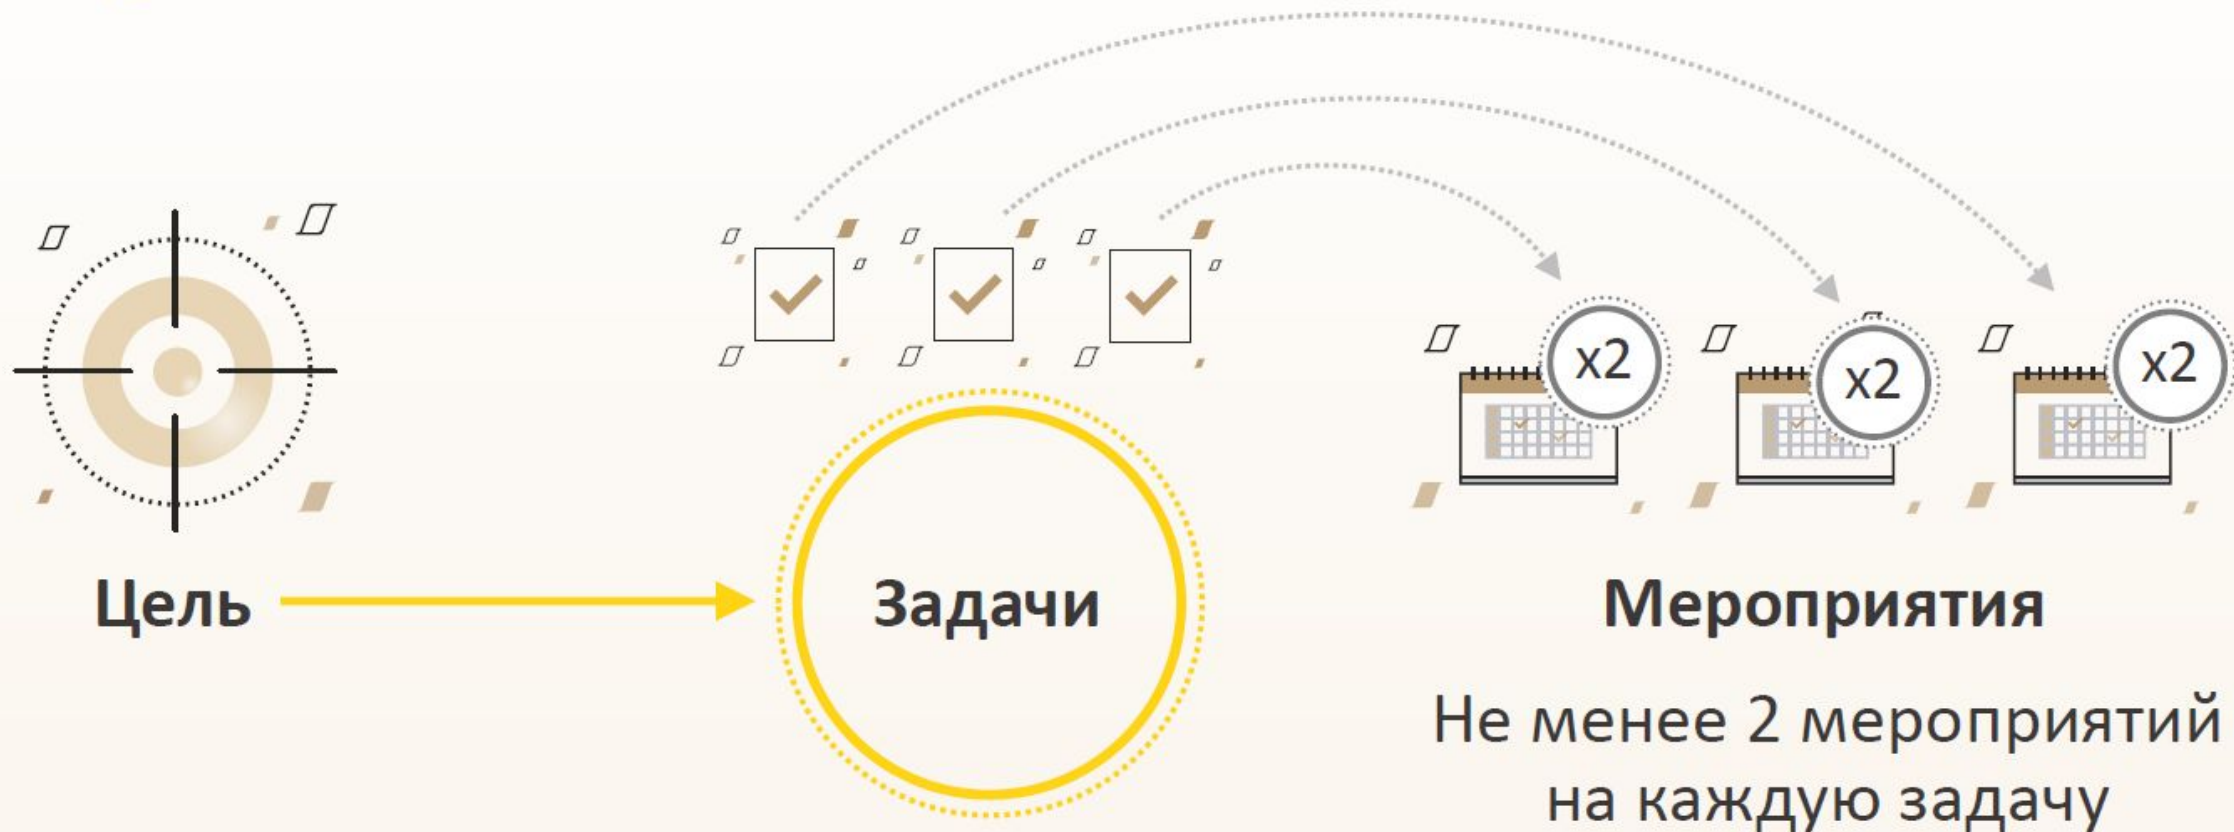 x2
x2
x2
Цель
Задачи
Мероприятия
Не менее 2 мероприятий
на каждую задачу